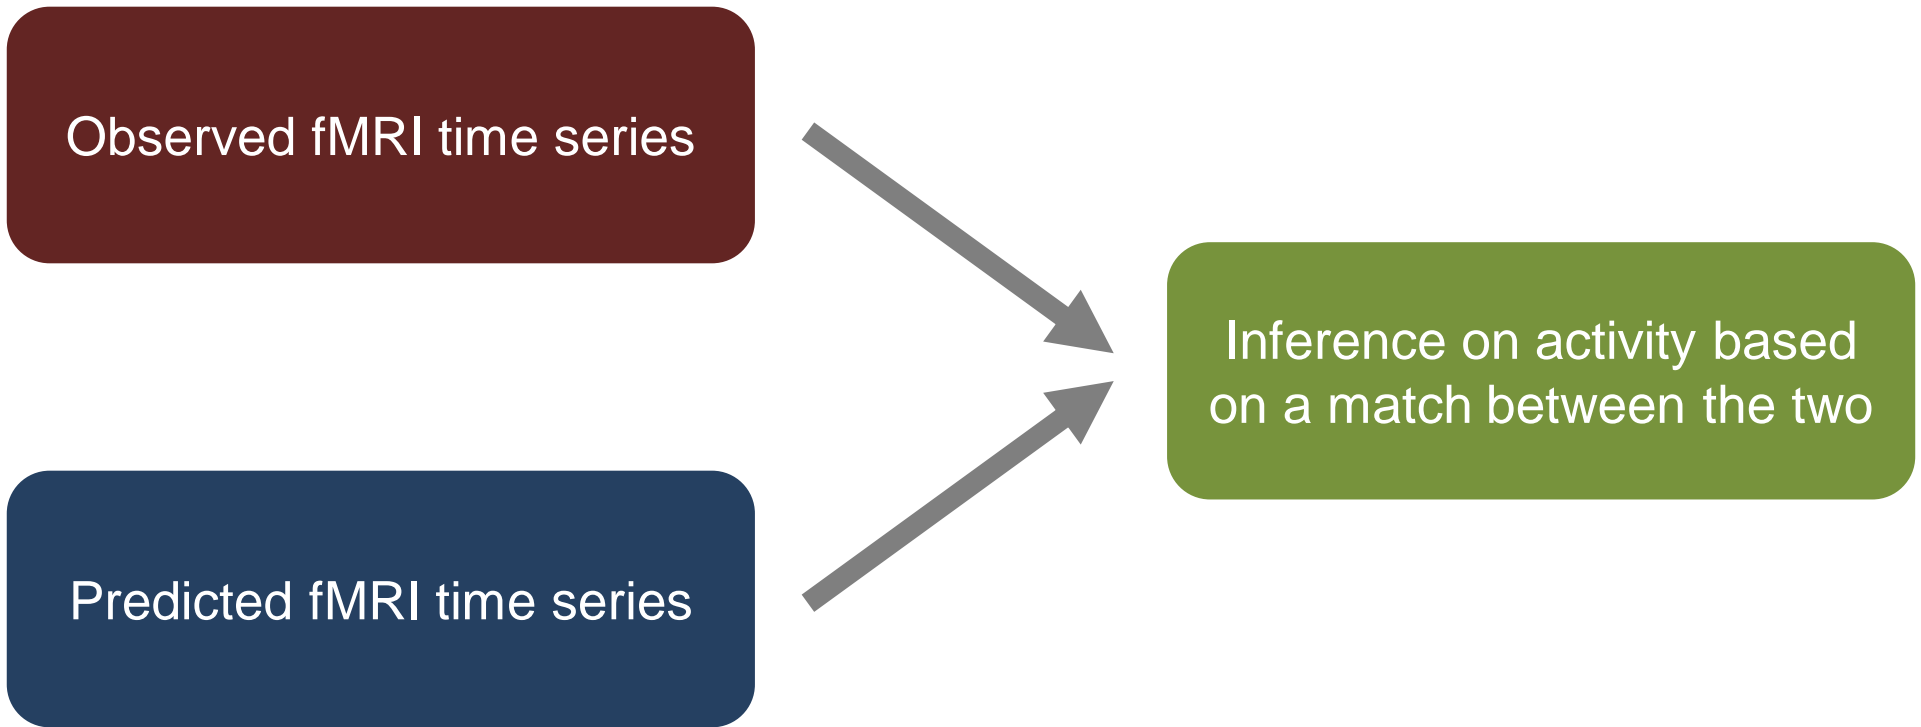 Observed fMRI time series
Predicted fMRI time series
Inference on activity based
on a match between the two